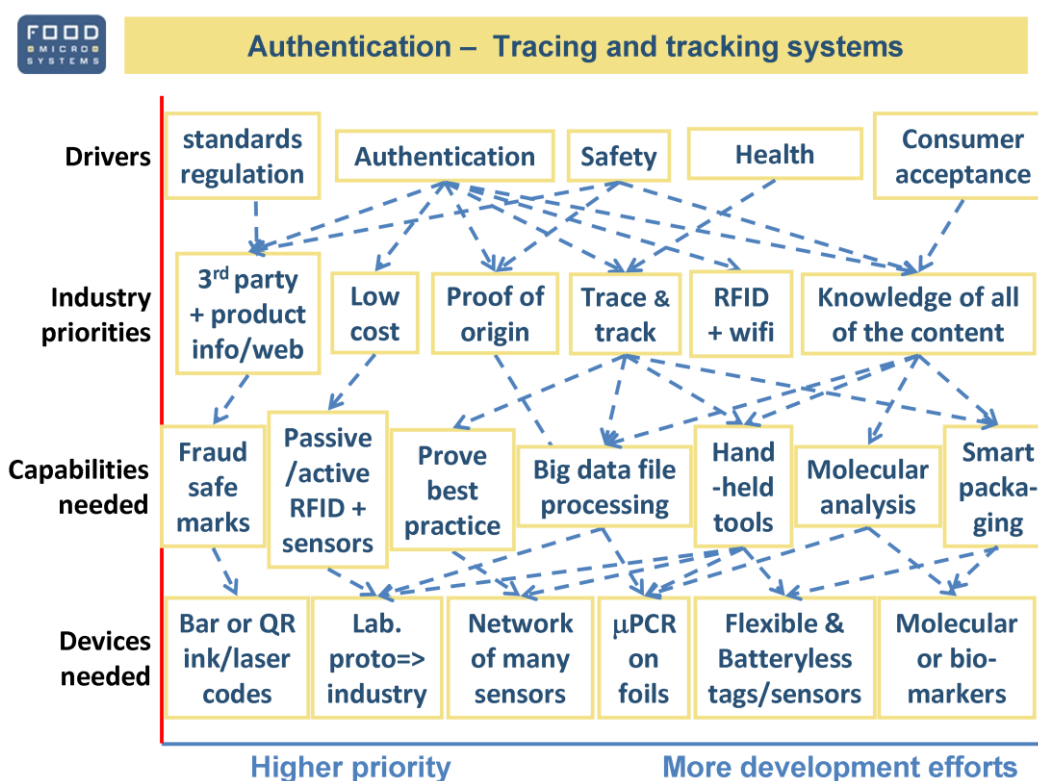 FOOD
MICRO
SYSTEMS
Authentication – Tracing and tracking systems
Drivers
standards
regulation
Authentication
Safety
Health
Consumer
acceptance
Industry
priorities
3rd party
+ product
info/web
Low
cost
Proof of
origin
Trace &
track
RFID
+ wifi
Knowledge of all
of the content
Capabilities
needed
Fraud
safe
marks
Passive
/active
RFID +
sensors
Prove
best
practice
Big data file
processing
Hand
-held
tools
Molecular
analysis
Smart
packa-
ging
Devices
needed
Bar or QR
ink/laser
codes
Lab.
proto=>
industry
Network
of many
sensors
μPCR
on
foils
Flexible &
Batteryless
tags/sensors
Molecular
or bio-
markers
Higher priority
More development efforts